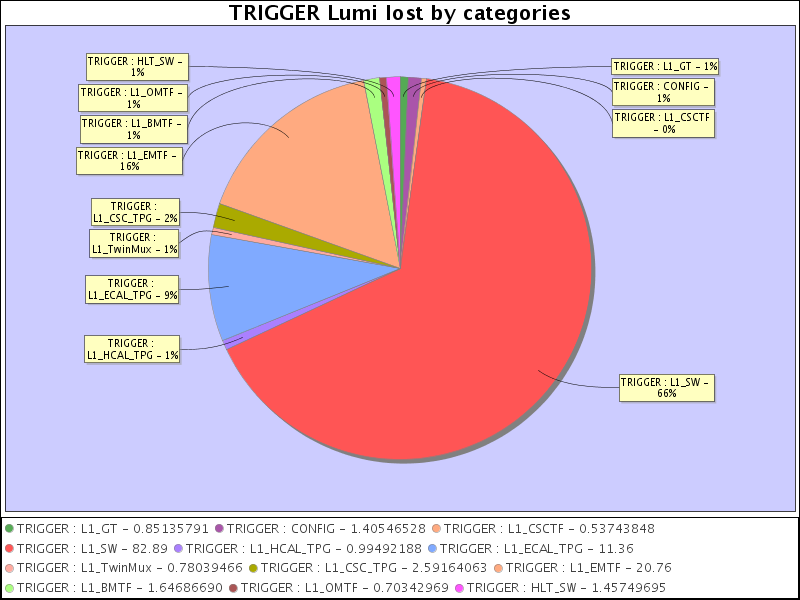 TRIGGER Lumi lost by categories
TRIGGER : HLT_SW –
1%
TRIGGER : L1_OMTF –
1%
TRIGGER : L1_BMTF –
1%
TRIGGER : L1_EMTF –
16%
TRIGGER :
L1_CSC_TPG – 2%
TRIGGER :
L1_TwinMux – 1%
TRIGGER :
L1_ECAL_TPG – 9%
TRIGGER :
L1_HCAL_TPG – 1%
TRIGGER : L1_GT – 1%
TRIGGER : CONFIG –
1%
TRIGGER : L1_CSCTF
– 0%
TRIGGER : L1_SW –
66%
TRIGGER : L1_GT – 0.85135791 TRIGGER : CONFIG – 1.40546528 TRIGGER : L1_CSCTF – 0.53743848
TRIGGER : L1_SW – 82.89 TRIGGER : L1_HCAL_TPG – 0.99492188 TRIGGER : L1_ECAL_TPG – 11.36
TRIGGER : L1_TwinMux – 0.78039466 TRIGGER : L1_CSC_TPG – 2.59164063 TRIGGER : L1_EMTF – 20.76
TRIGGER : L1_BMTF – 1.64686690 TRIGGER : L1_OMTF – 0.70342969 TRIGGER : HLT_SW – 1.45749695